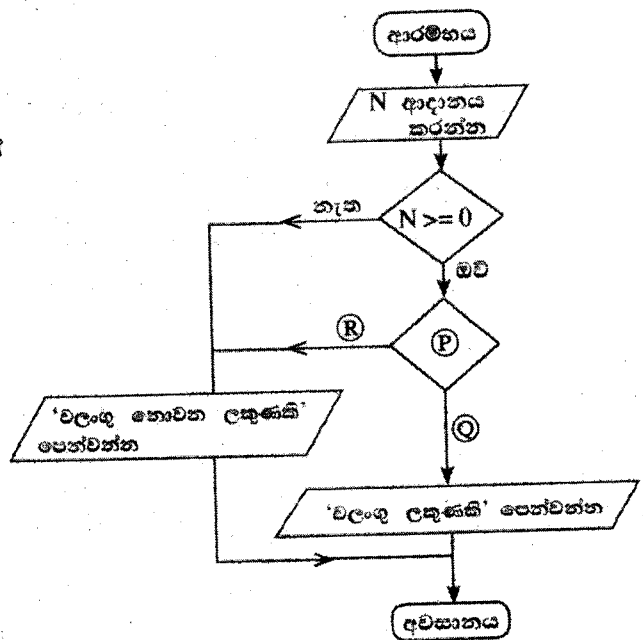 ආරම්භය
N ආදානය
කරන්න
නැත
N >= 0
ඔව්
R
P
'වලංගු නොවන ලකුණකි'
පෙන්වන්න
Q
'වලංගු ලකුණකි' පෙන්වන්න
අවසානය